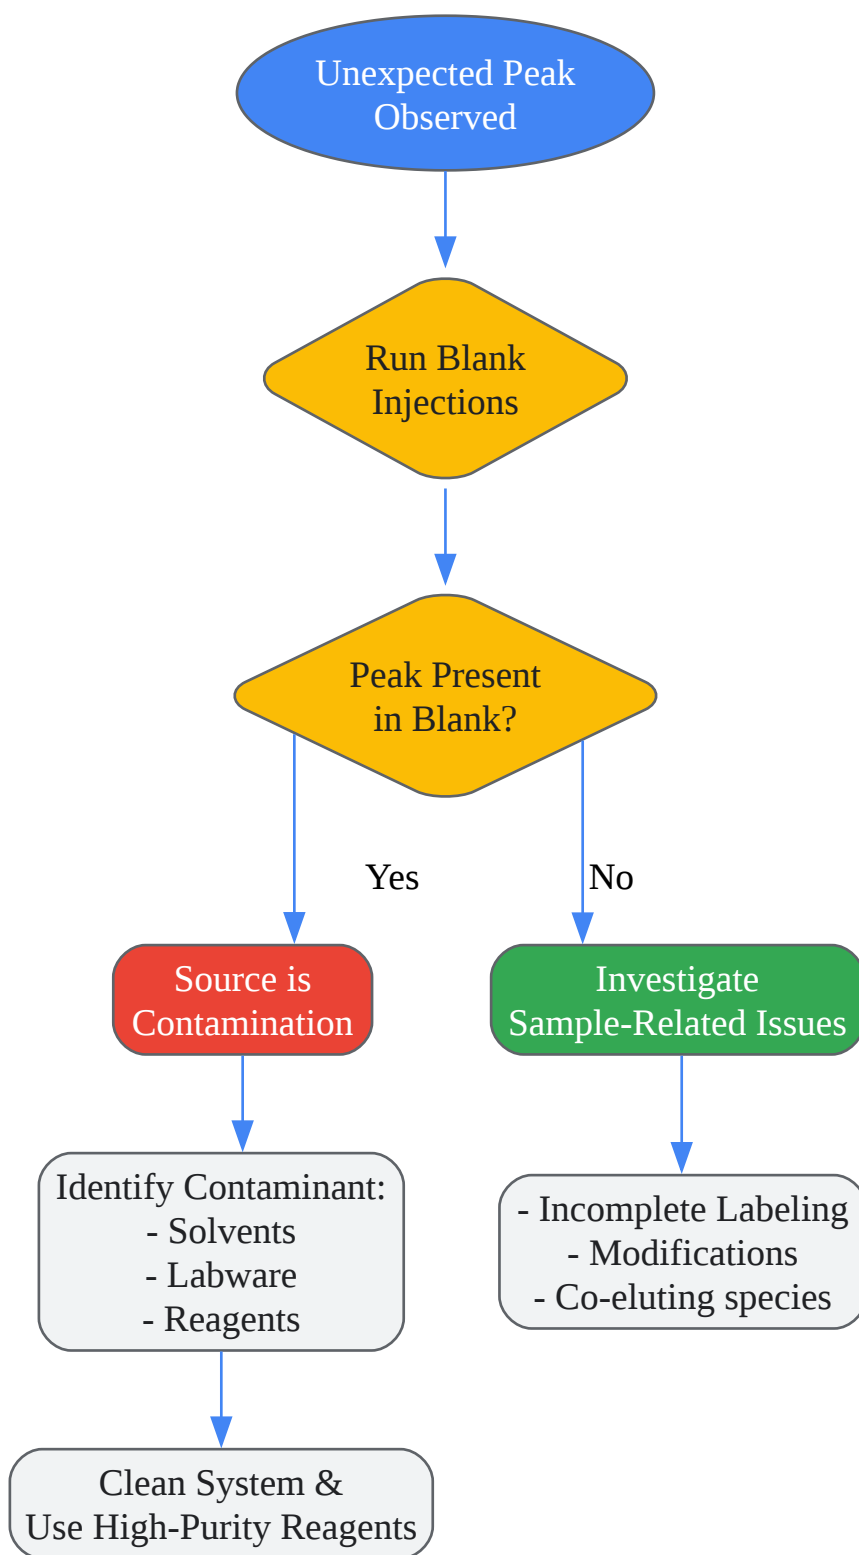 Unexpected Peak
Observed
Run Blank
Injections
Peak Present
in Blank?
Yes
No
Source is
Contamination
Investigate
Sample-Related Issues
Identify Contaminant:
- Solvents
- Labware
- Reagents
- Incomplete Labeling
- Modifications
- Co-eluting species
Clean System &
Use High-Purity Reagents